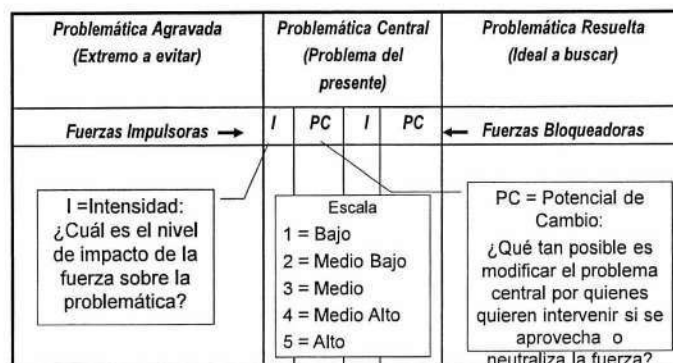 Problemática Agravada
(Extremo a evitar)
Problemática Central
(Problema del
presente)
Problemática Resuelta
(Ideal a buscar)
Fuerzas Impulsoras →
I
PC
I
PC
← Fuerzas Bloqueadoras
I =Intensidad:
¿Cuál es el nivel
de impacto de la
fuerza sobre la
problemática?
Escala
1 = Bajo
2 = Medio Bajo
3 = Medio
4 = Medio Alto
5 = Alto
PC = Potencial de
Cambio:
¿Qué tan posible es
modificar el problema
central por quienes
quieren intervenir si se
aprovecha o
neutraliza la fuerza?